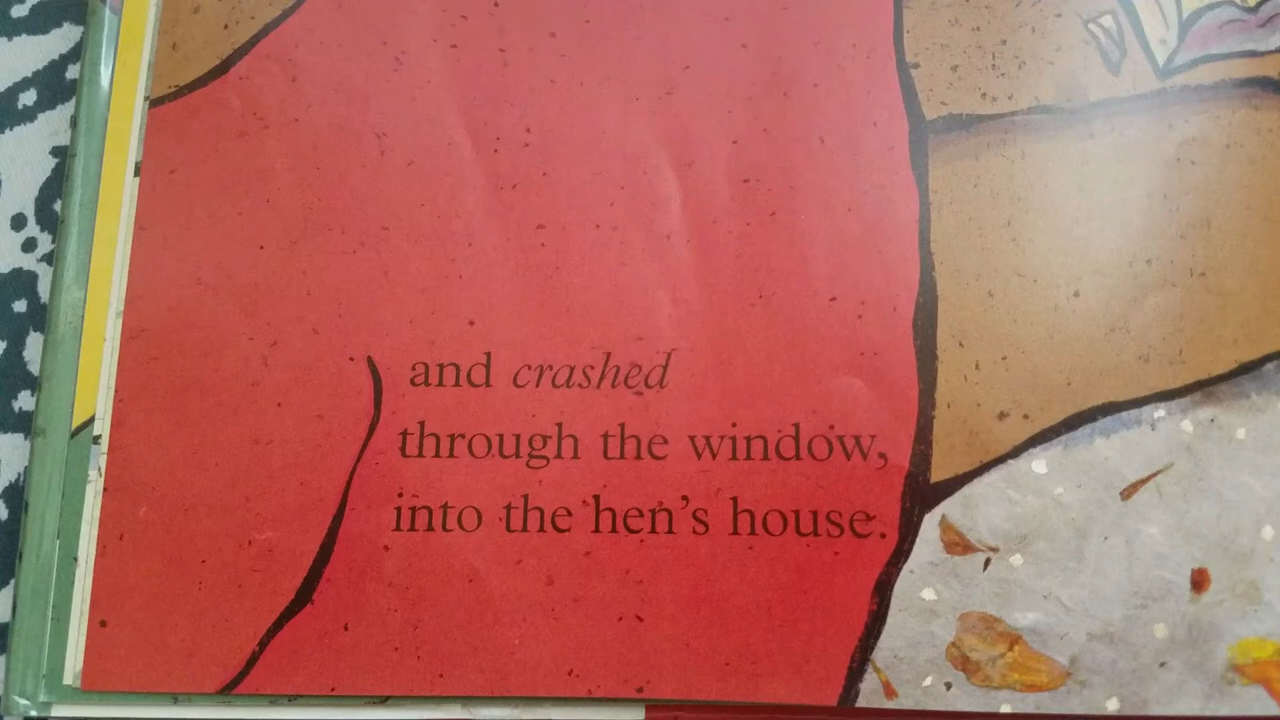 and crashed
through the window,
into the hen's house.